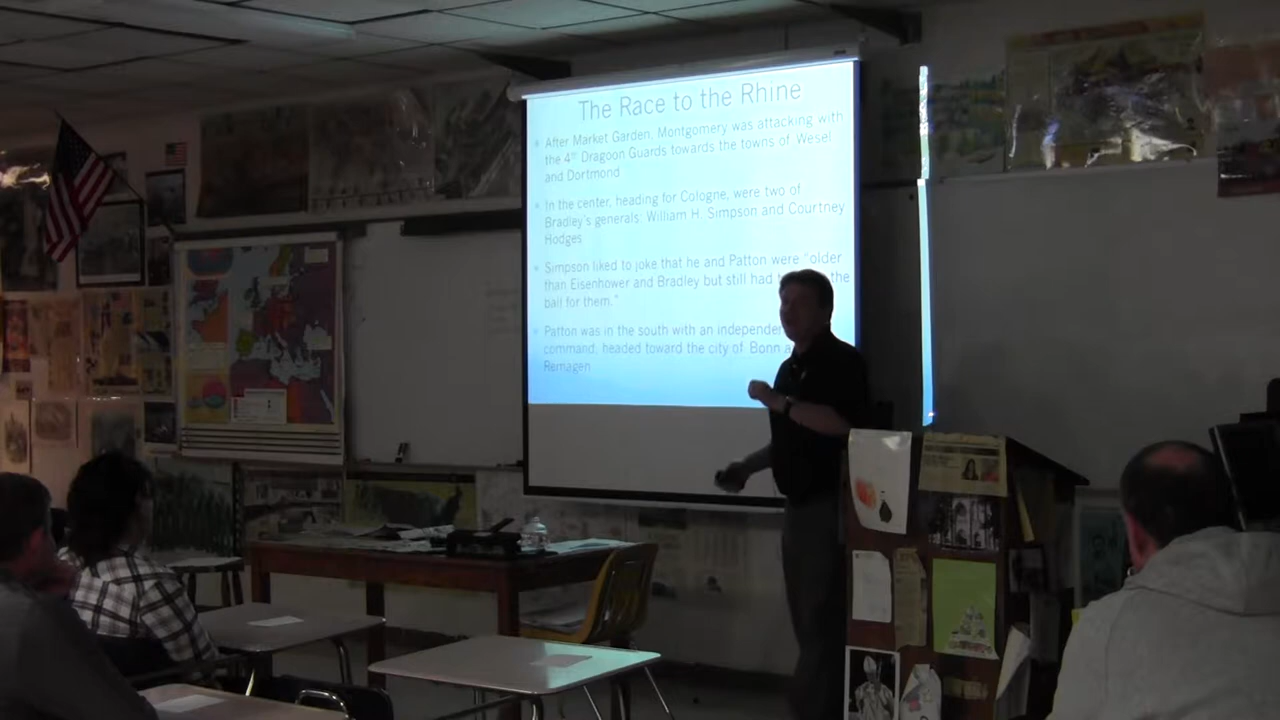 The Race to the Rhine
After Market Garden, Montgomery was attacking with
the 4th Dragoon Guards towards the towns of Wesel
and Dortmond
In the center, heading for Cologne, were two of
Bradley's generals: William H. Simpson and Courtney
Hodges
Simpson liked to joke that he and Patton were "older
than Eisenhower and Bradley but still had the
ball for them."
Patton was in the south with an independen
command, headed toward the city of Bonn a
Remagen